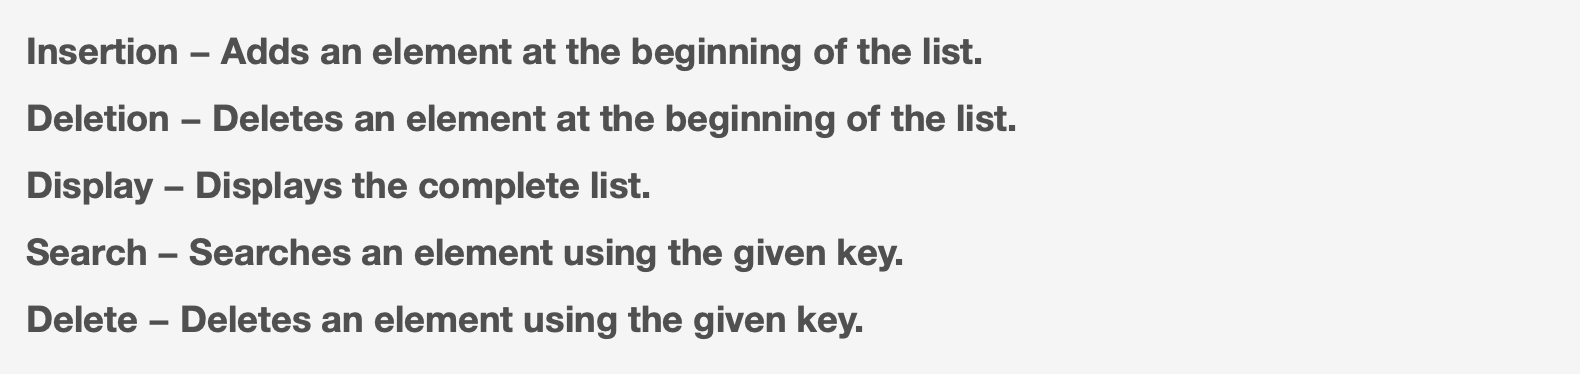 Insertion − Adds an element at the beginning of the list.
Deletion − Deletes an element at the beginning of the list.
Display − Displays the complete list.
Search − Searches an element using the given key.
Delete − Deletes an element using the given key.